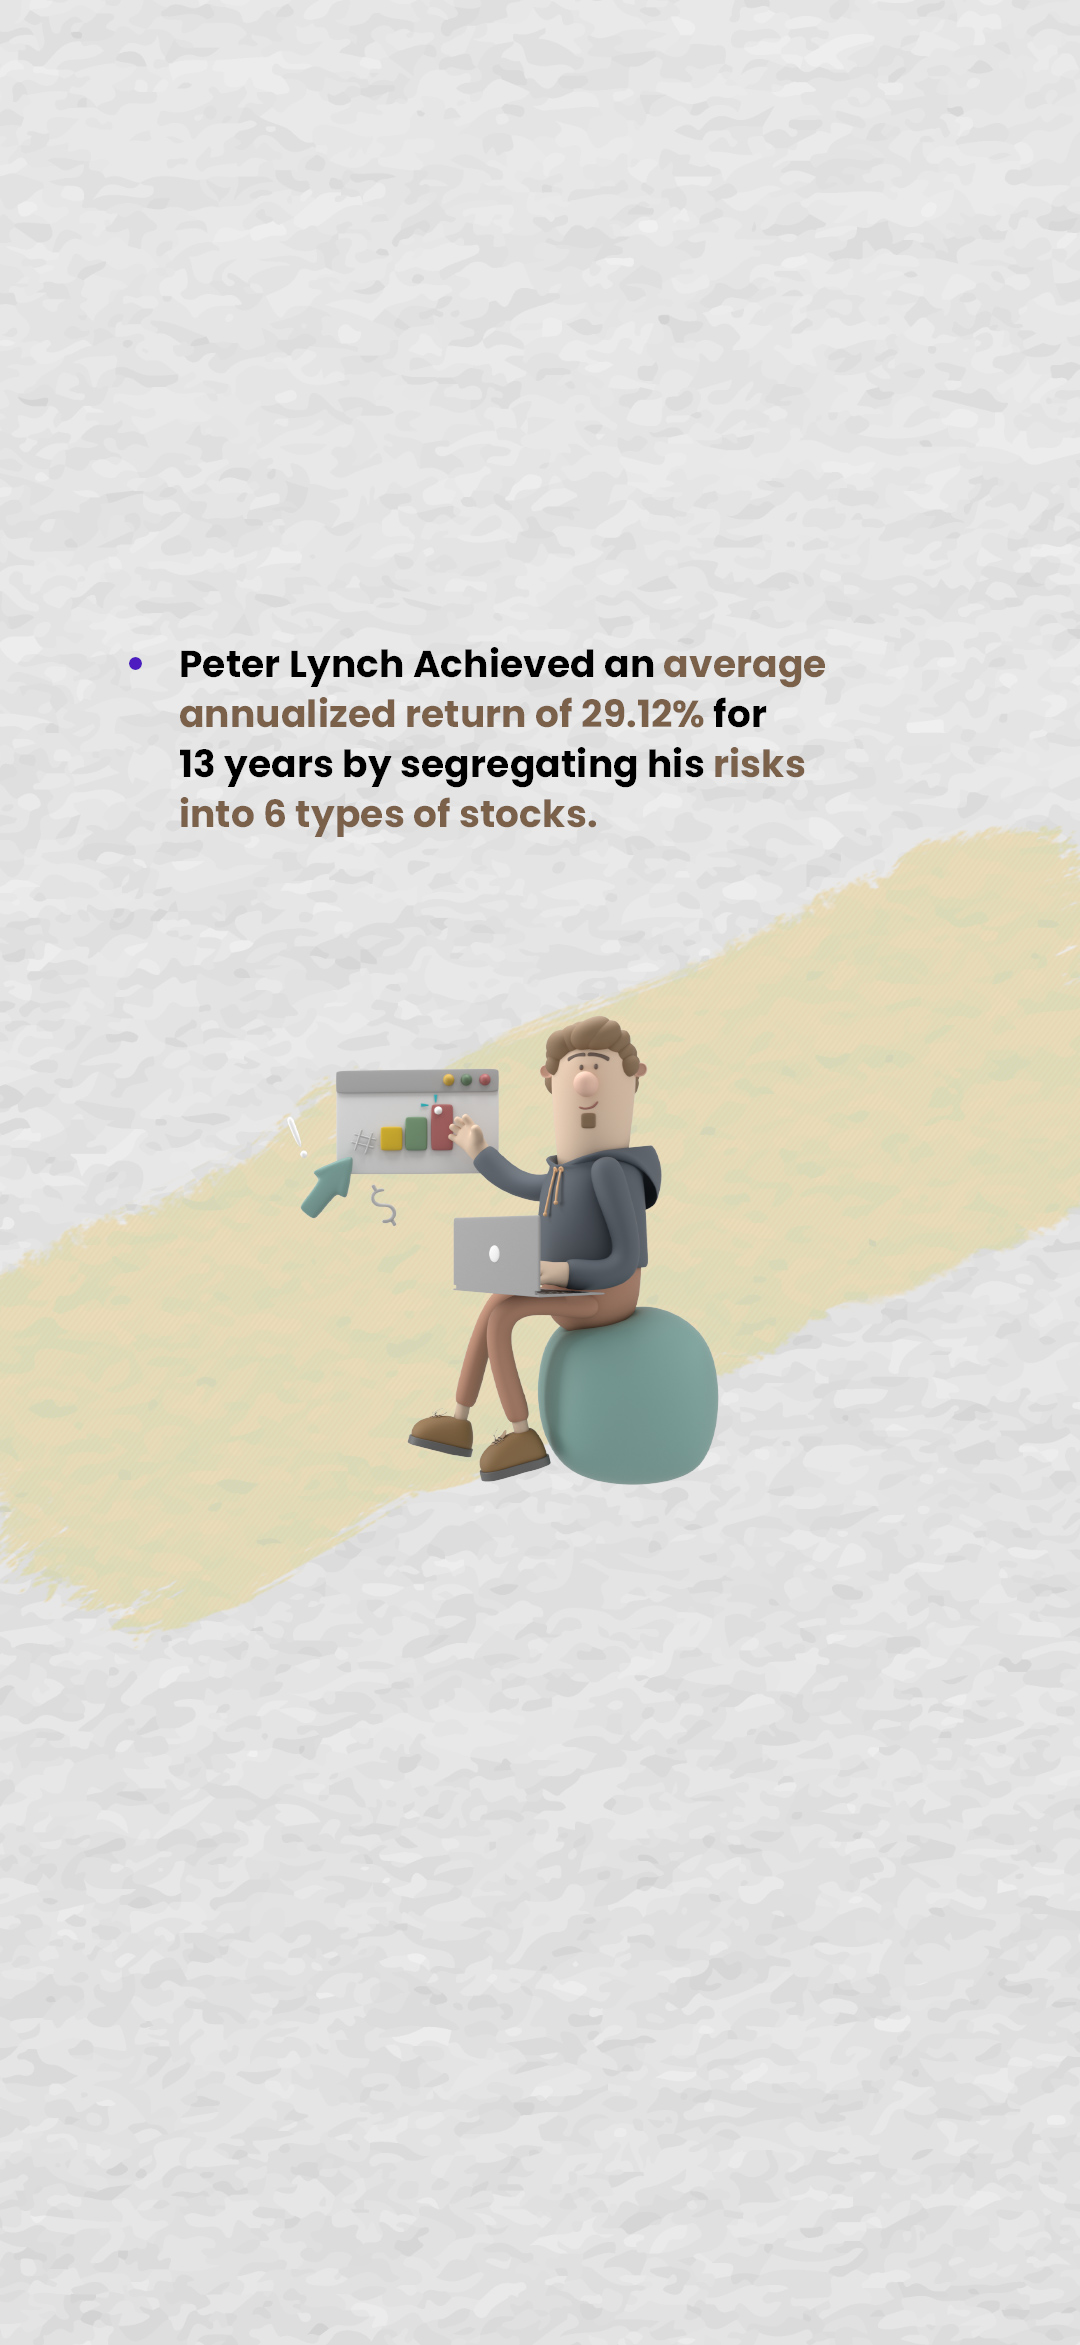 • Peter Lynch Achieved an average
annualized return of 29.12% for
13 years by segregating his risks
into 6 types of stocks.